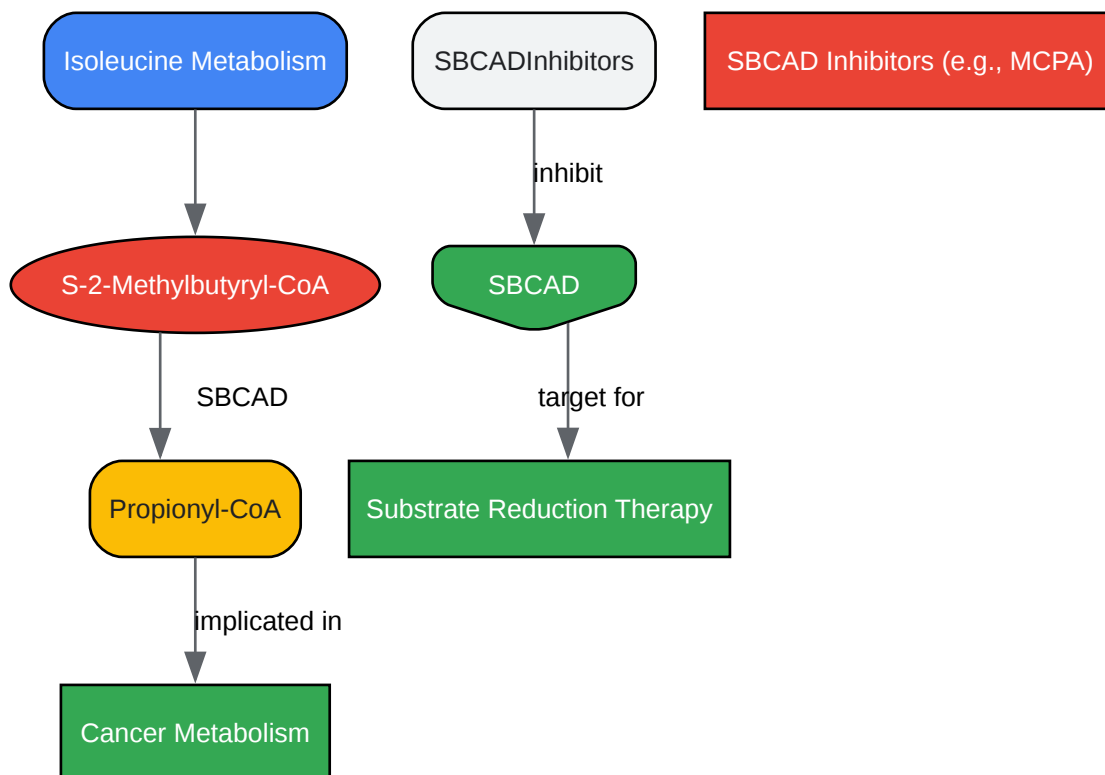 Isoleucine Metabolism
SBCADInhibitors
SBCAD Inhibitors (e.g., MCPA)
inhibit
S-2-Methylbutyryl-CoA
SBCAD
SBCAD
target for
Propionyl-CoA
Substrate Reduction Therapy
implicated in
Cancer Metabolism